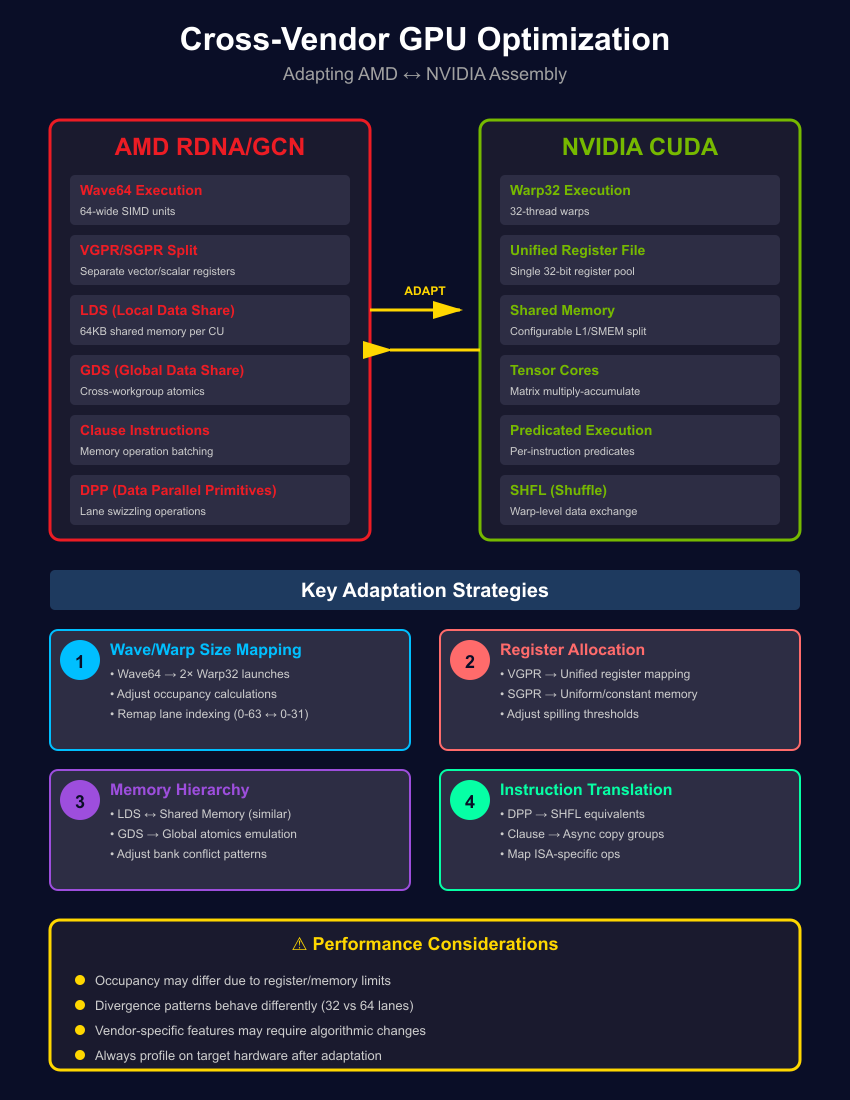 Cross-Vendor GPU Optimization
Adapting AMD ↔ NVIDIA Assembly
AMD RDNA/GCN
Wave64 Execution
64-wide SIMD units
VGPR/SGPR Split
Separate vector/scalar registers
LDS (Local Data Share)
64KB shared memory per CU
GDS (Global Data Share)
Cross-workgroup atomics
Clause Instructions
Memory operation batching
DPP (Data Parallel Primitives)
Lane swizzling operations
ADAPT
NVIDIA CUDA
Warp32 Execution
32-thread warps
Unified Register File
Single 32-bit register pool
Shared Memory
Configurable L1/SMEM split
Tensor Cores
Matrix multiply-accumulate
Predicated Execution
Per-instruction predicates
SHFL (Shuffle)
Warp-level data exchange
Key Adaptation Strategies
1
Wave/Warp Size Mapping
• Wave64 → 2× Warp32 launches
• Adjust occupancy calculations
• Remap lane indexing (0-63 ↔ 0-31)
2
Register Allocation
• VGPR → Unified register mapping
• SGPR → Uniform/constant memory
• Adjust spilling thresholds
3
Memory Hierarchy
• LDS ↔ Shared Memory (similar)
• GDS → Global atomics emulation
• Adjust bank conflict patterns
4
Instruction Translation
• DPP → SHFL equivalents
• Clause → Async copy groups
• Map ISA-specific ops
⚠ Performance Considerations
Occupancy may differ due to register/memory limits
Divergence patterns behave differently (32 vs 64 lanes)
Vendor-specific features may require algorithmic changes
Always profile on target hardware after adaptation